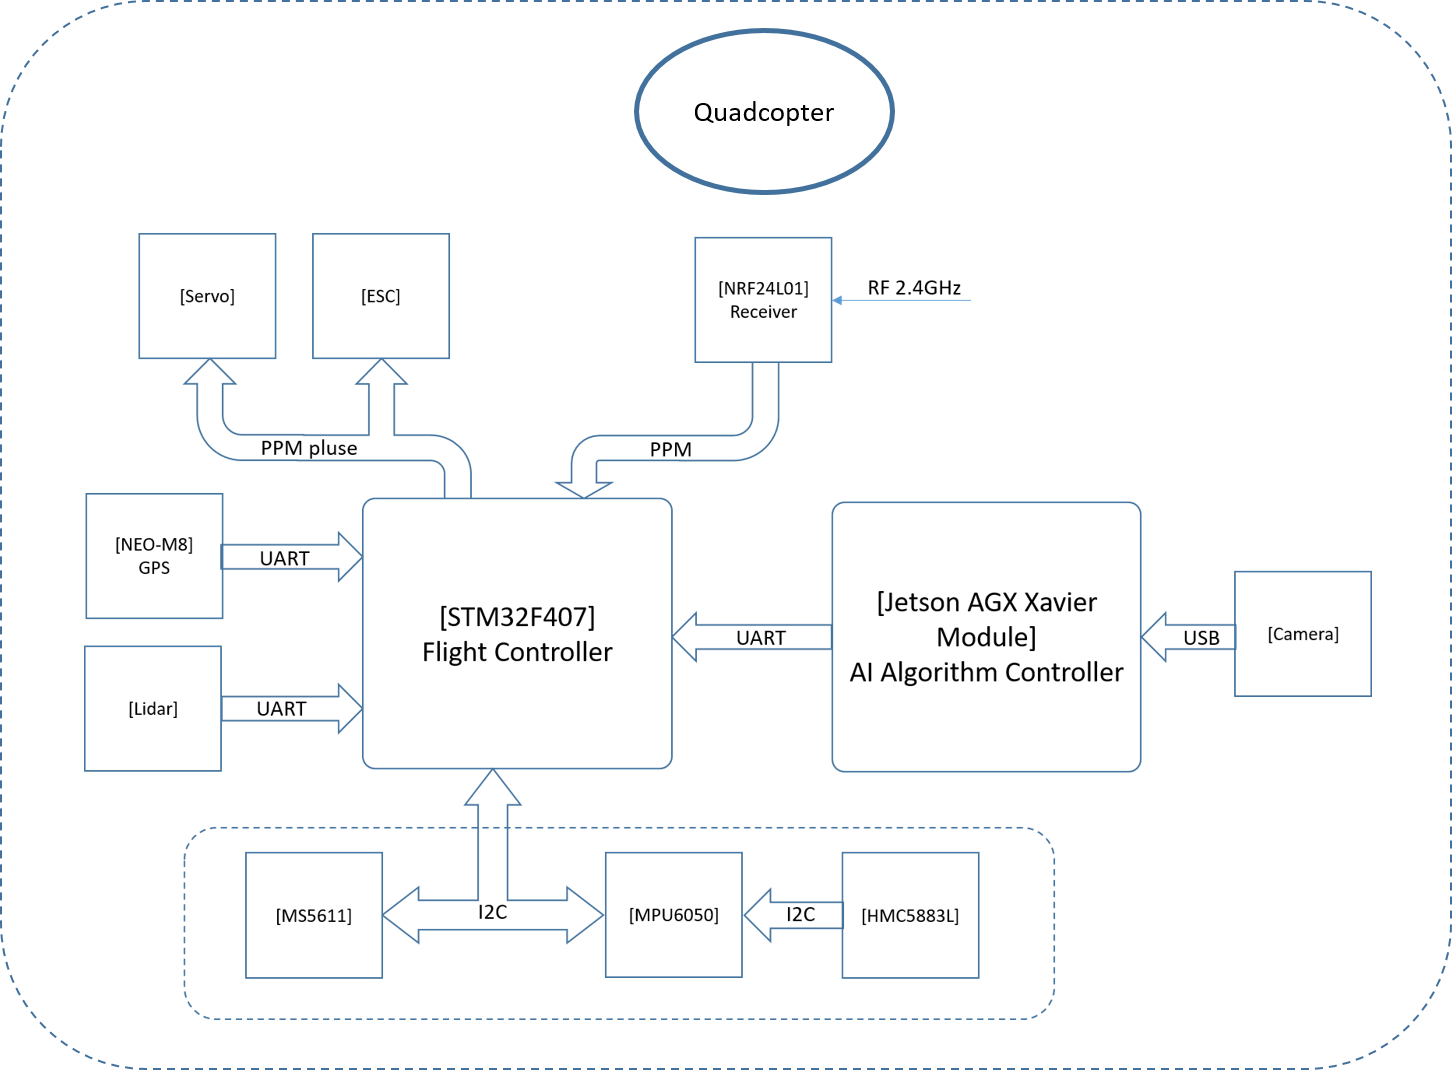 Quadcopter
[Servo]
[ESC]
[NRF24L01]
Receiver
RF 2.4GHz
PPM pluse
PPM
[NEO-M8]
GPS
UART
[STM32F407]
Flight Controller
[Jetson AGX Xavier
Module]
AI Algorithm Controller
UART
USB
[Camera]
[Lidar]
UART
[MS5611]
I2C
[MPU6050]
I2C
[HMC5883L]